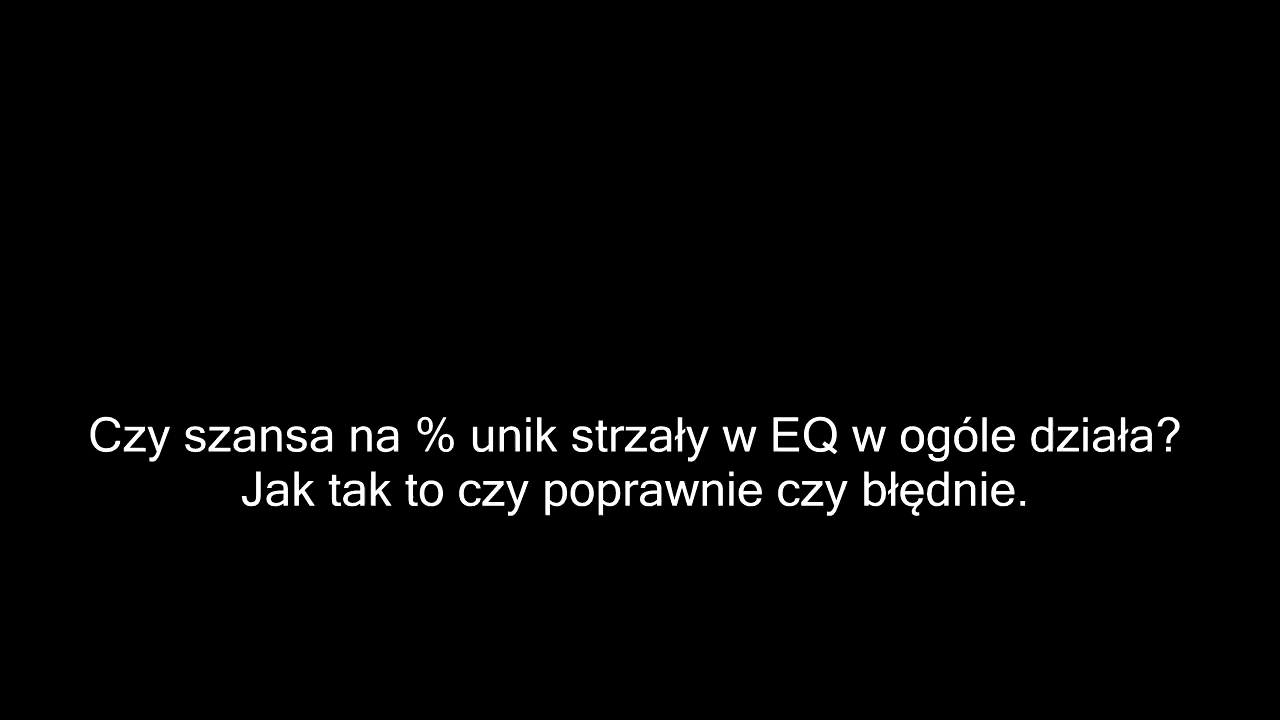 Czy szansa na % unik strzały w EQ w ogóle działa?
Jak tak to czy poprawnie czy błędnie.